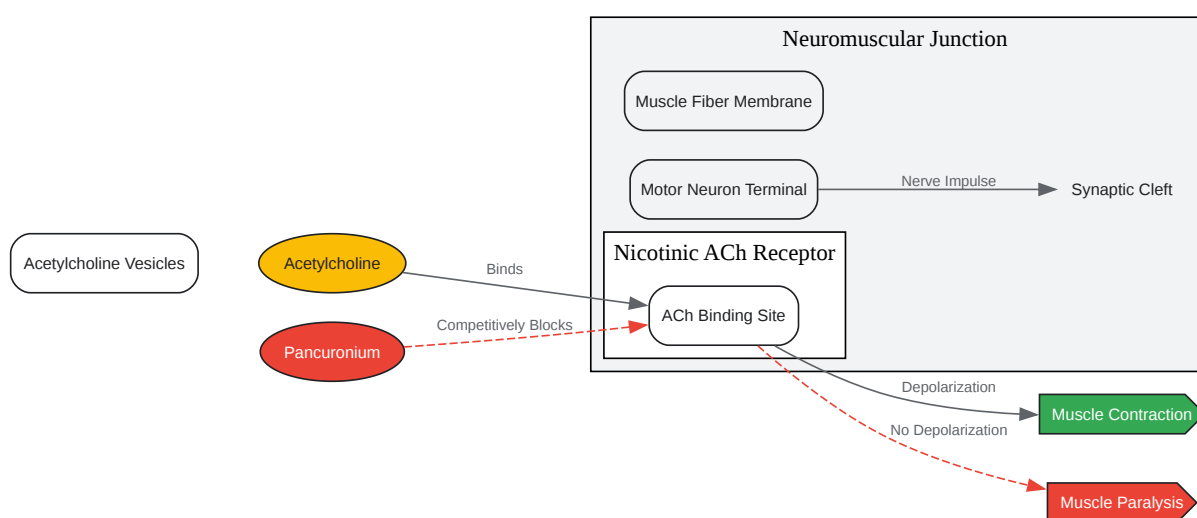 Neuromuscular Junction
Muscle Fiber Membrane
Motor Neuron Terminal
Nerve Impulse
Synaptic Cleft
Nicotinic ACh Receptor
Acetylcholine Vesicles
Acetylcholine
Binds
ACh Binding Site
Competitively Blocks
Pancuronium
Depolarization
Muscle Contraction
No Depolarization
Muscle Paralysis